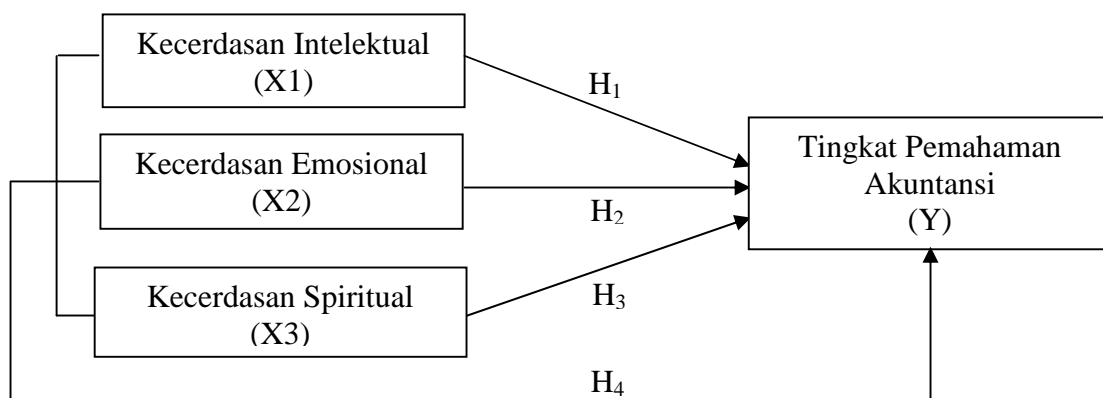 Kecerdasan Intelektual
(X1)
H₁
Kecerdasan Emosional
(X2)
H₂
Tingkat Pemahaman
Akuntansi
(Y)
Kecerdasan Spiritual
(X3)
H₃
H₄